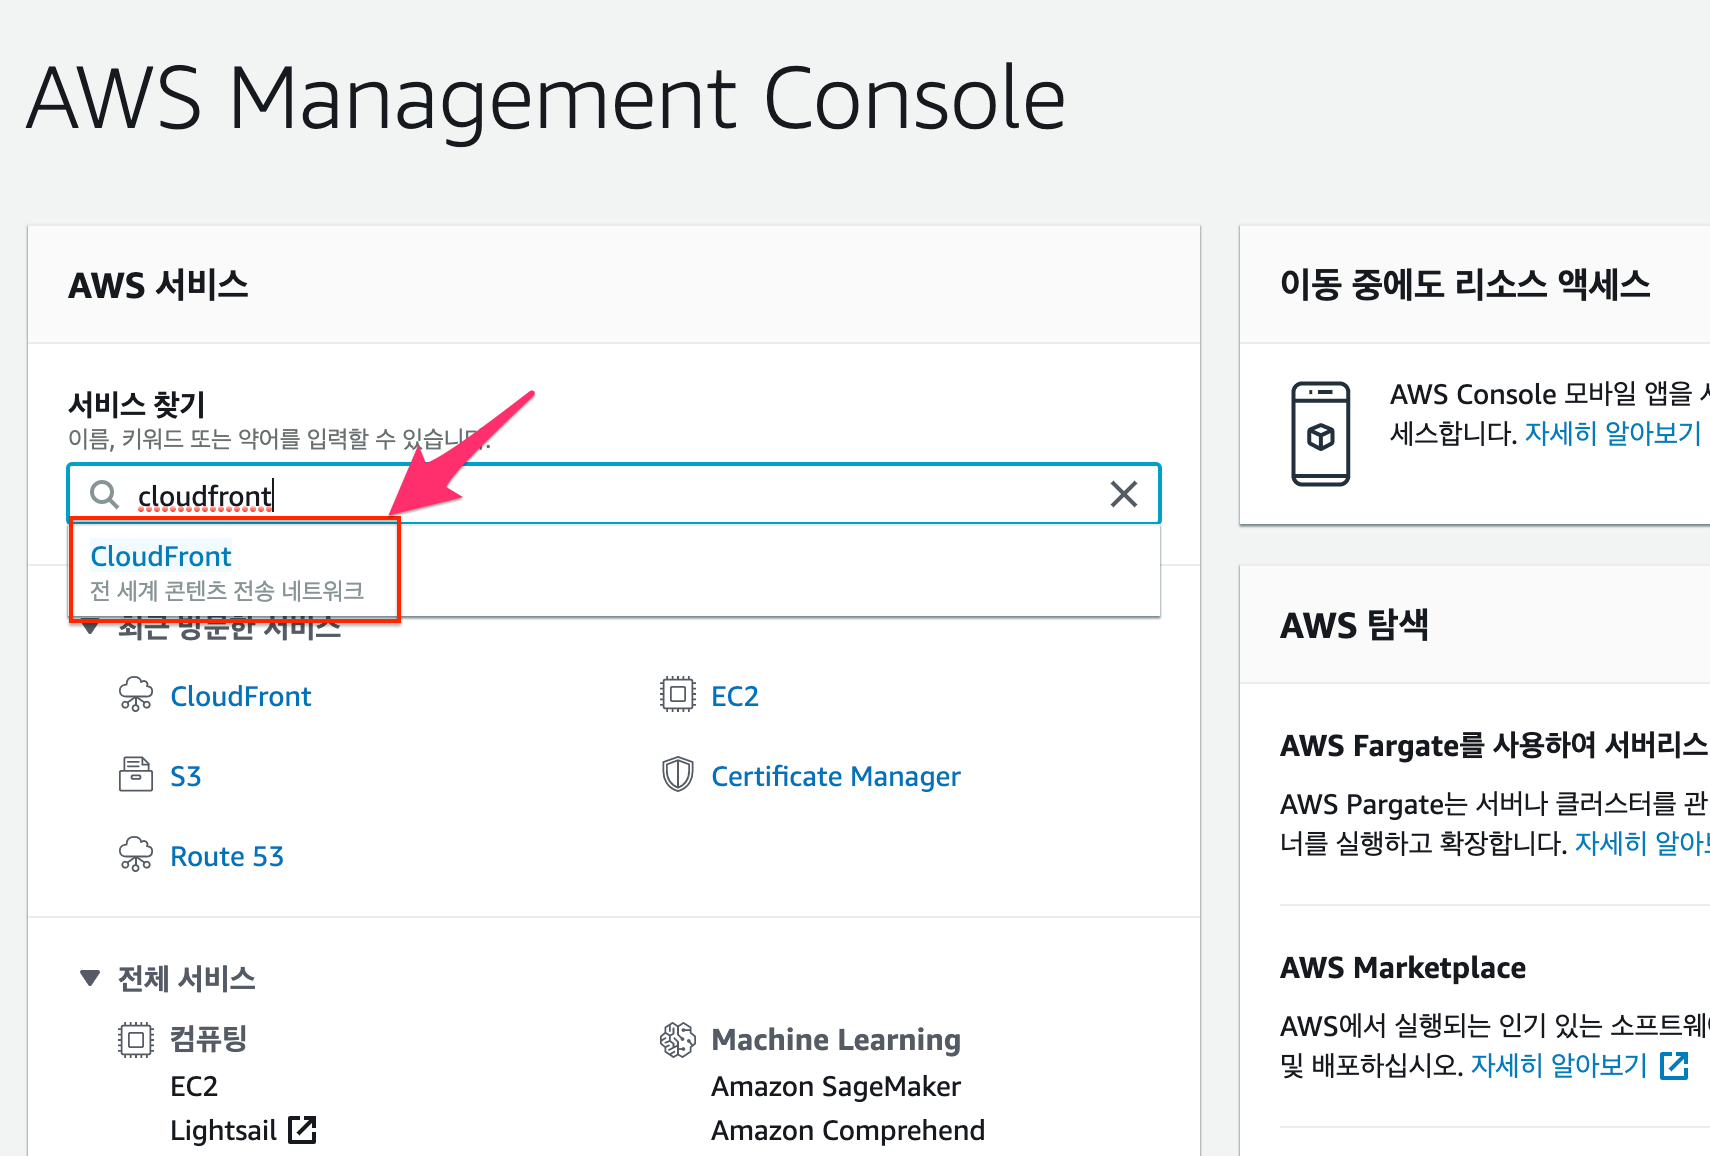 AWS Management Console
AWS 서비스
서비스 찾기
이름, 키워드 또는 약어를 입력할 수 있습니다.
cloudfront
CloudFront
전 세계 콘텐츠 전송 네트워크
최근 방문한 서비스
CloudFront
EC2
S3
Certificate Manager
Route 53
전체 서비스
컴퓨팅
EC2
Lightsail
Machine Learning
Amazon SageMaker
Amazon Comprehend
이동 중에도 리소스 액세스
AWS Console 모바일 앱을
세스합니다. 자세히 알아보기
AWS 탐색
AWS Fargate를 사용하여 서버리스
AWS Pargate는 서버나 클러스터를 관
너를 실행하고 확장합니다. 자세히 알아
AWS Marketplace
AWS에서 실행되는 인기 있는 소프트웨
및 배포하십시오. 자세히 알아보기